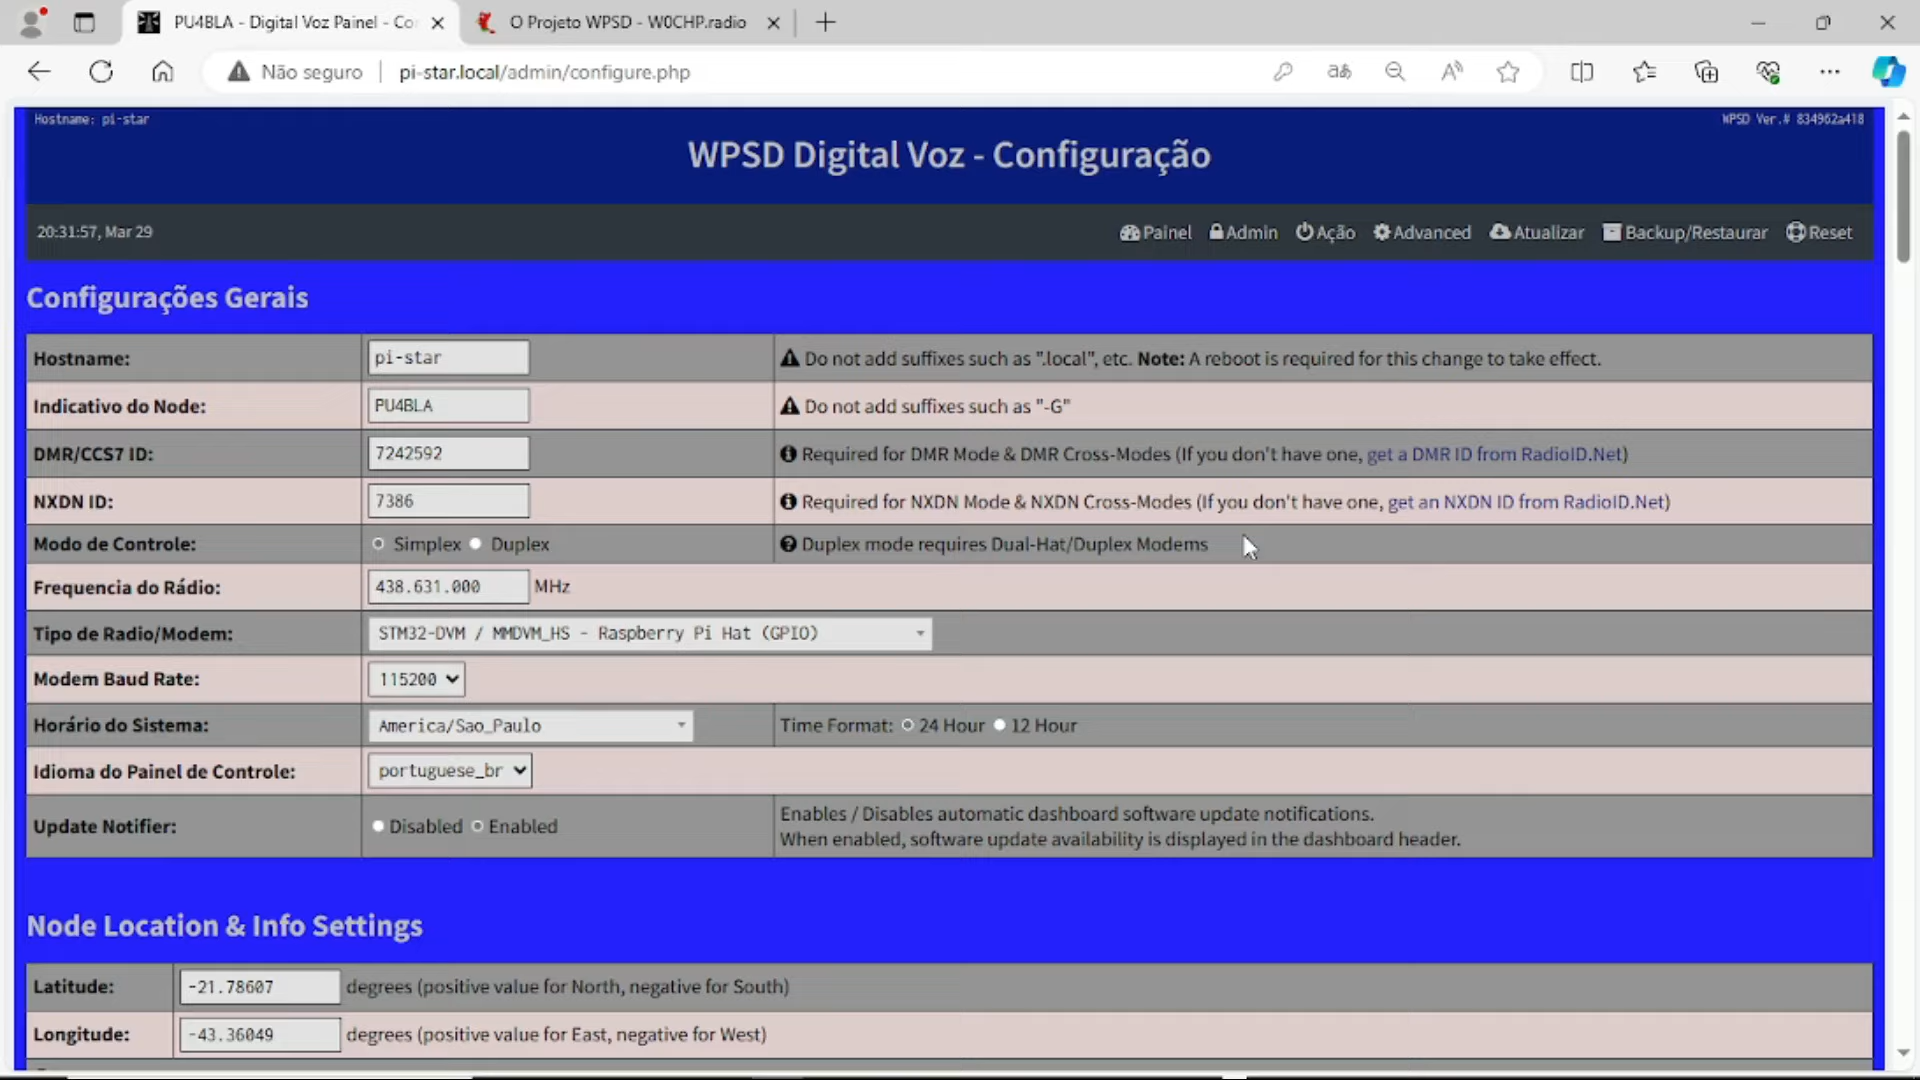 PU4BLA - Digital Voz Painel - Co
O Projeto WPSD - W0CHP.radio
Não seguro
pi-star.local/admin/configure.php
Hostname: pi-star
WPSD Ver.# 834962a418
WPSD Digital Voz - Configuração
20:31:57, Mar 29
Painel Admin Ação Advanced Atualizar Backup/Restaurar Reset
Configurações Gerais
Hostname: pi-star Do not add suffixes such as ".local", etc. Note: A reboot is required for this change to take effect.
Indicativo do Node: PU4BLA Do not add suffixes such as "-G"
DMR/CCS7 ID: 7242592 Required for DMR Mode & DMR Cross-Modes (If you don't have one, get a DMR ID from RadioID.Net)
NXDN ID: 7386 Required for NXDN Mode & NXDN Cross-Modes (If you don't have one, get an NXDN ID from RadioID.Net)
Modo de Controle: Simplex Duplex Duplex mode requires Dual-Hat/Duplex Modems
Frequencia do Rádio: 438.631.000 MHz
Tipo de Radio/Modem: STM32-DVM / MMDVM_HS - Raspberry Pi Hat (GPIO)
Modem Baud Rate: 115200
Horário do Sistema: America/Sao_Paulo Time Format: 24 Hour 12 Hour
Idioma do Painel de Controle: portuguese_br
Update Notifier: Disabled Enabled
Enables / Disables automatic dashboard software update notifications.
When enabled, software update availability is displayed in the dashboard header.
Node Location & Info Settings
Latitude: -21.78607 degrees (positive value for North, negative for South)
Longitude: -43.36049 degrees (positive value for East, negative for West)